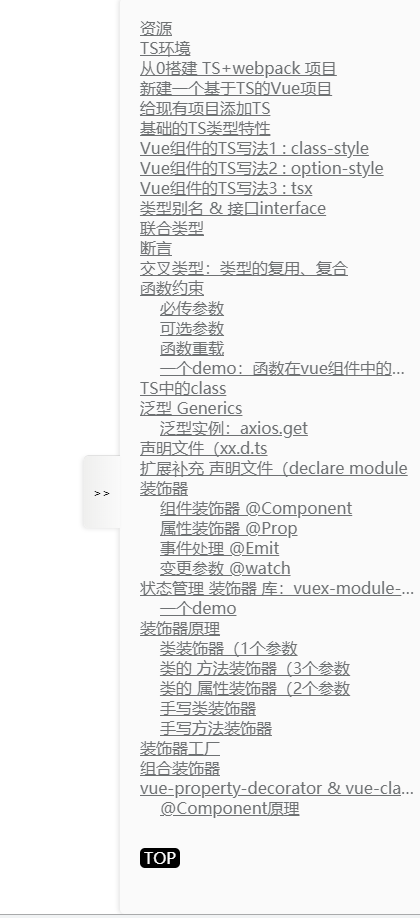 资源
TS环境
从0搭建 TS+webpack 项目
新建一个基于TS的Vue项目
给现有项目添加TS
基础的TS类型特性
Vue组件的TS写法1 : class-style
Vue组件的TS写法2 : option-style
Vue组件的TS写法3 : tsx
类型别名 & 接口interface
联合类型
断言
交叉类型：类型的复用、复合
函数约束
必传参数
可选参数
函数重载
一个demo：函数在vue组件中的...
TS中的class
泛型 Generics
泛型实例：axios.get
声明文件（xx.d.ts
扩展补充 声明文件（declare module
>>
装饰器
组件装饰器 @Component
属性装饰器 @Prop
事件处理 @Emit
变更参数 @watch
状态管理 装饰器 库：vuex-module-...
一个demo
装饰器原理
类装饰器（1个参数
类的 方法装饰器（3个参数
类的 属性装饰器（2个参数
手写类装饰器
手写方法装饰器
装饰器工厂
组合装饰器
vue-property-decorator & vue-cla...
@Component原理
TOP